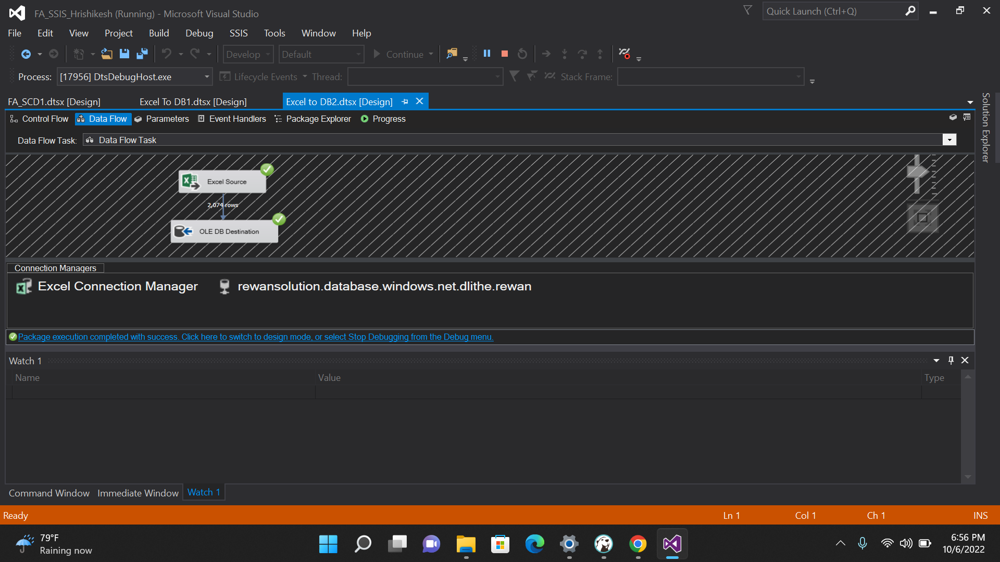 FA_SSIS_Hrishikesh (Running) - Microsoft Visual Studio
Quick Launch (Ctrl+Q)
File Edit View Project Build Debug SSIS Tools Window Help
Develop Default Continue
Process: [17956] DtsDebugHost.exe Lifecycle Events Thread: Stack Frame:
FA_SCD1.dtsx [Design] Excel To DB1.dtsx [Design] Excel to DB2.dtsx [Design]
Solution Explorer
Control Flow Data Flow Parameters Event Handlers Package Explorer Progress
Data Flow Task: Data Flow Task
Excel Source
2,074 rows
OLE DB Destination
Connection Managers
Excel Connection Manager rewansolution.database.windows.net.dlithe.rewan
Package execution completed with success. Click here to switch to design mode, or select Stop Debugging from the Debug menu.
Watch 1
Name Value Type
Command Window Immediate Window Watch 1
Ready Ln 1 Col 1 Ch 1 INS
79°F
Raining now
6:56 PM
10/6/2022